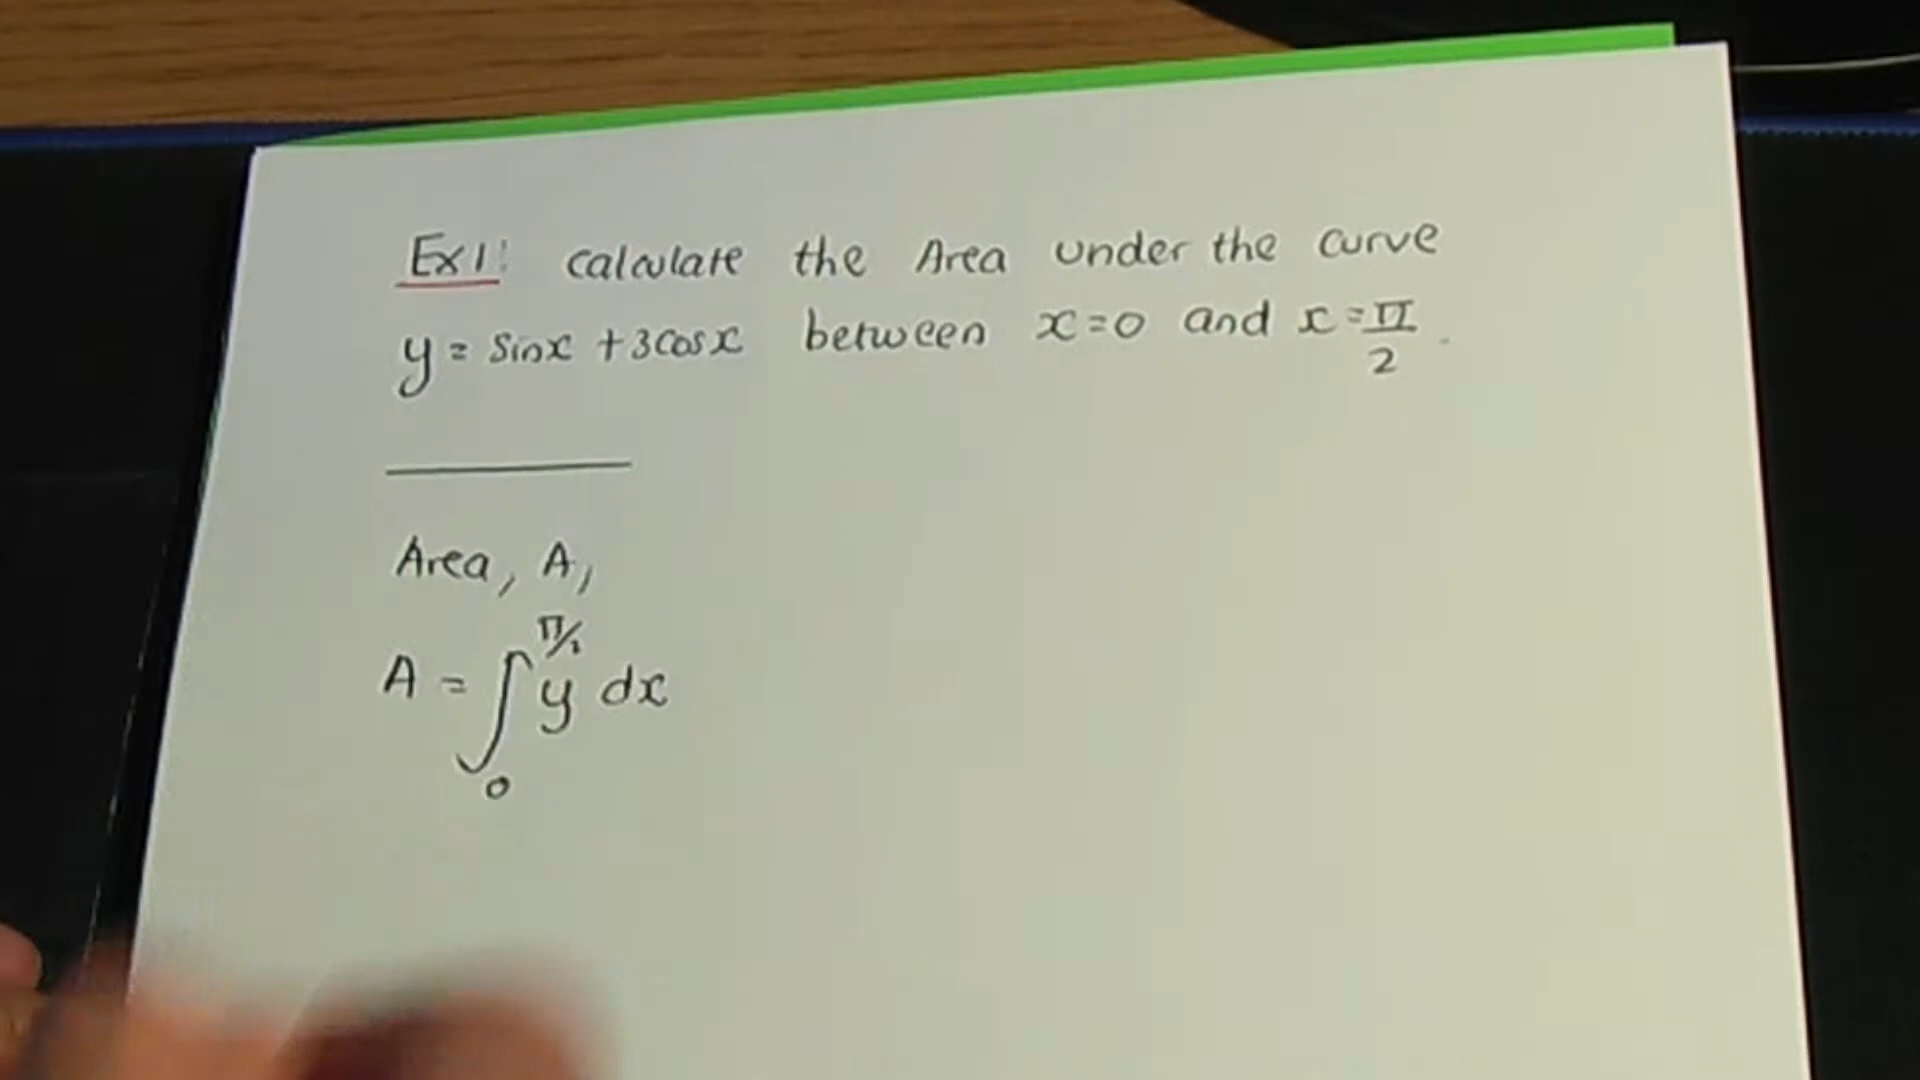 Ex1: calculate the Area under the curve
y = sinx + 3cosx between x=0 and x=π/2.
Area, A,
A = ∫₀^π/2 y dx